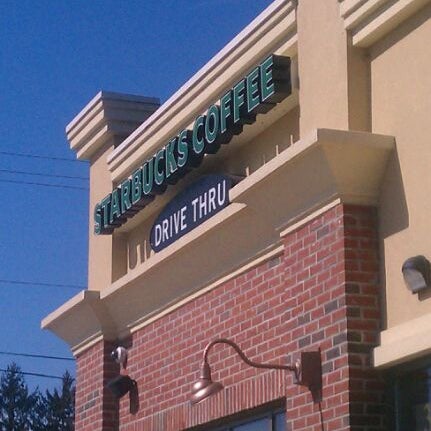 STARBUCKS COFFEE
DRIVE THRU